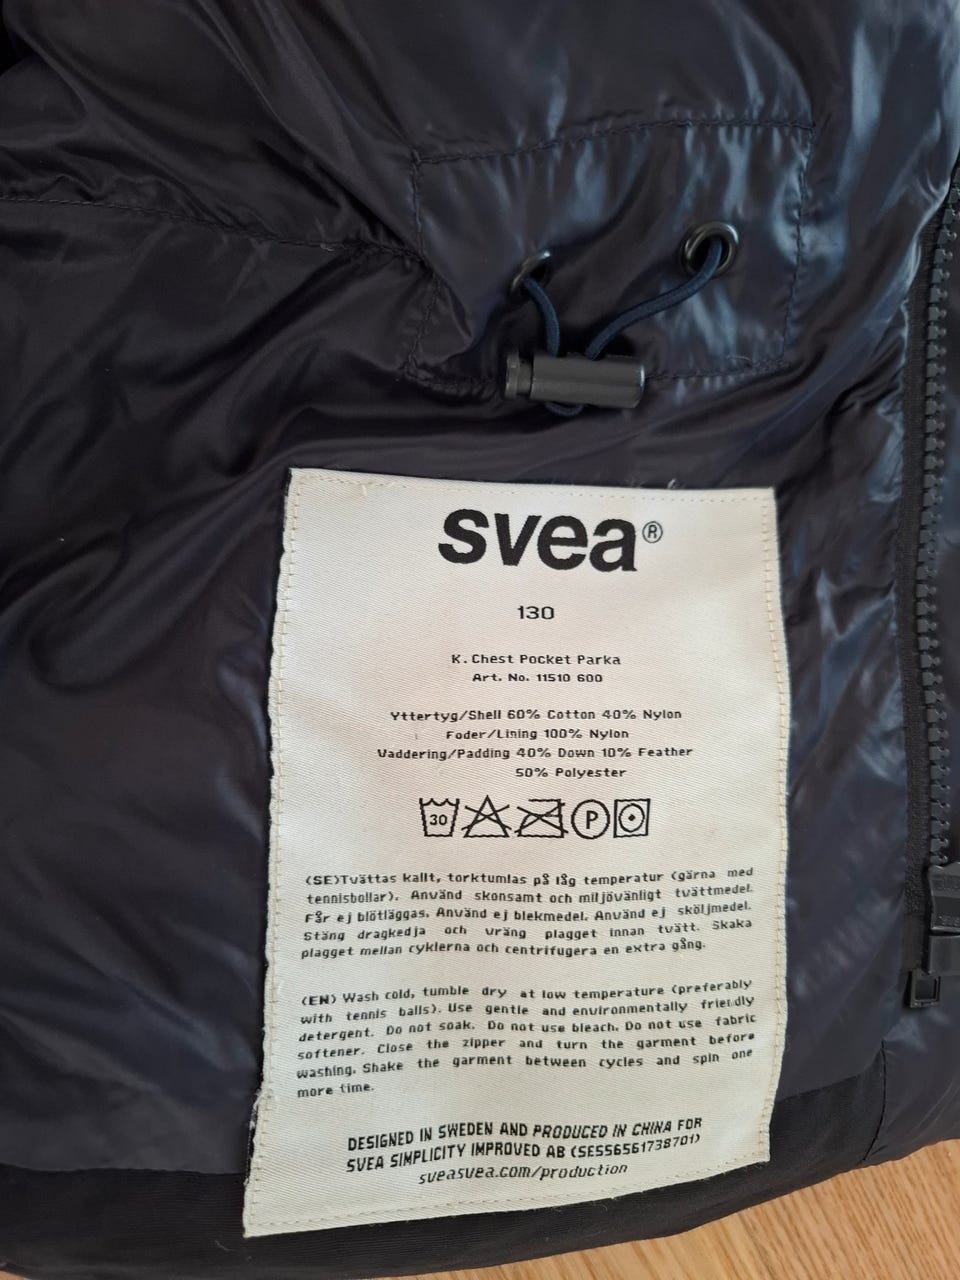 svea®
130
K. Chest Pocket Parka
Art. No. 11510 600
Yttertyg/Shell 60% Cotton 40% Nylon
Foder/Lining 100% Nylon
Vaddering/Padding 40% Down 10% Feather
50% Polyester
30 P
(SE)Tvättas kallt, torktumlas på låg temperatur (gärna med
tennisbollar). Använd skonsamt och miljövänligt tvättmedel.
Får ej blötläggas. Använd ej blekmedel. Använd ej sköljmedel.
Stäng dragkedja och vräng plagget innan tvätt. Skaka
plagget mellan cyklerna och centrifugera en extra gång.
(EN) Wash cold, tumble dry at low temperature (preferably
with tennis balls). Use gentle and environmentally friendly
detergent. Do not soak. Do not use bleach. Do not use fabric
softener. Close the zipper and turn the garment before
washing. Shake the garment between cycles and spin one
more time.
DESIGNED IN SWEDEN AND PRODUCED IN CHINA FOR
SVEA SIMPLICITY IMPROVED AB (SE556561738701)
sveasvea.com/production